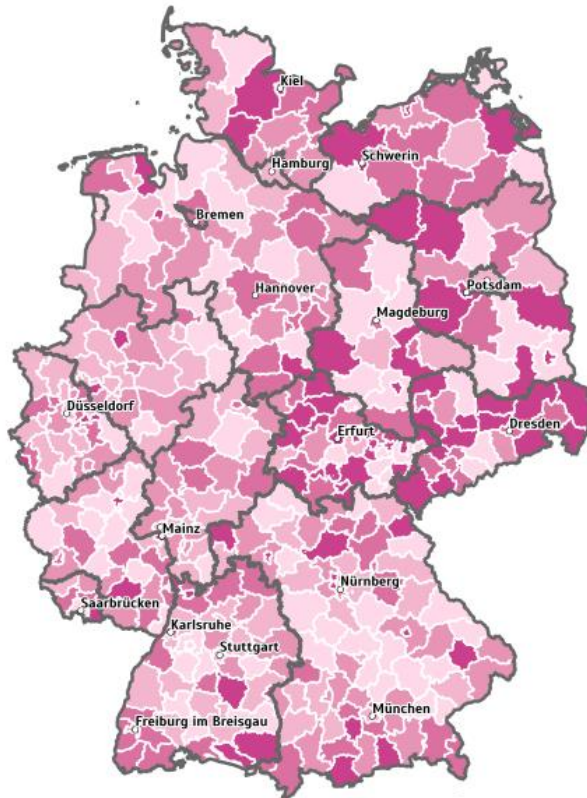 Kiel
Schwerin
Hamburg
Bremen
Potsdam
Hannover
Magdeburg
Düsseldorf
Erfurt
Dresden
Mainz
Nürnberg
Saarbrücken
Karlsruhe
Stuttgart
München
Freiburg im Breisgau